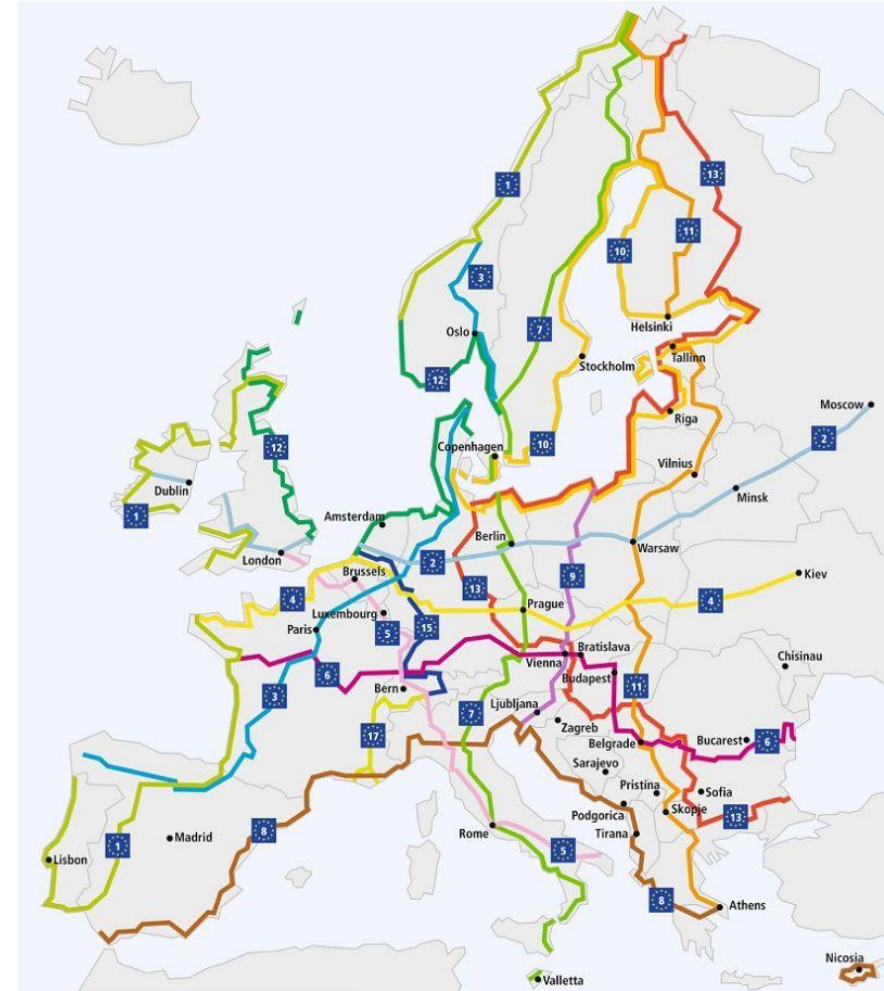 1
13
11
10
3
Helsinki
7
Oslo
Tallinn
Stockholm
12
Moscow
Riga
2
12
Copenhagen
10
Vilnius
Dublin
Minsk
1
Amsterdam
Berlin
Warsaw
London
2
Brussels
9
Kiev
4
13
4
Luxembourg
Prague
Paris
5
15
Vienna
Bratislava
Chisinau
6
Budapest
3
Bern
11
Ljubljana
7
Zagreb
17
Belgrade
Bucarest
6
Sarajevo
Pristina
Sofia
Podgorica
Skopje
13
8
Madrid
Rome
Tirana
1
5
Lisbon
8
Athens
Nicosia
Valletta